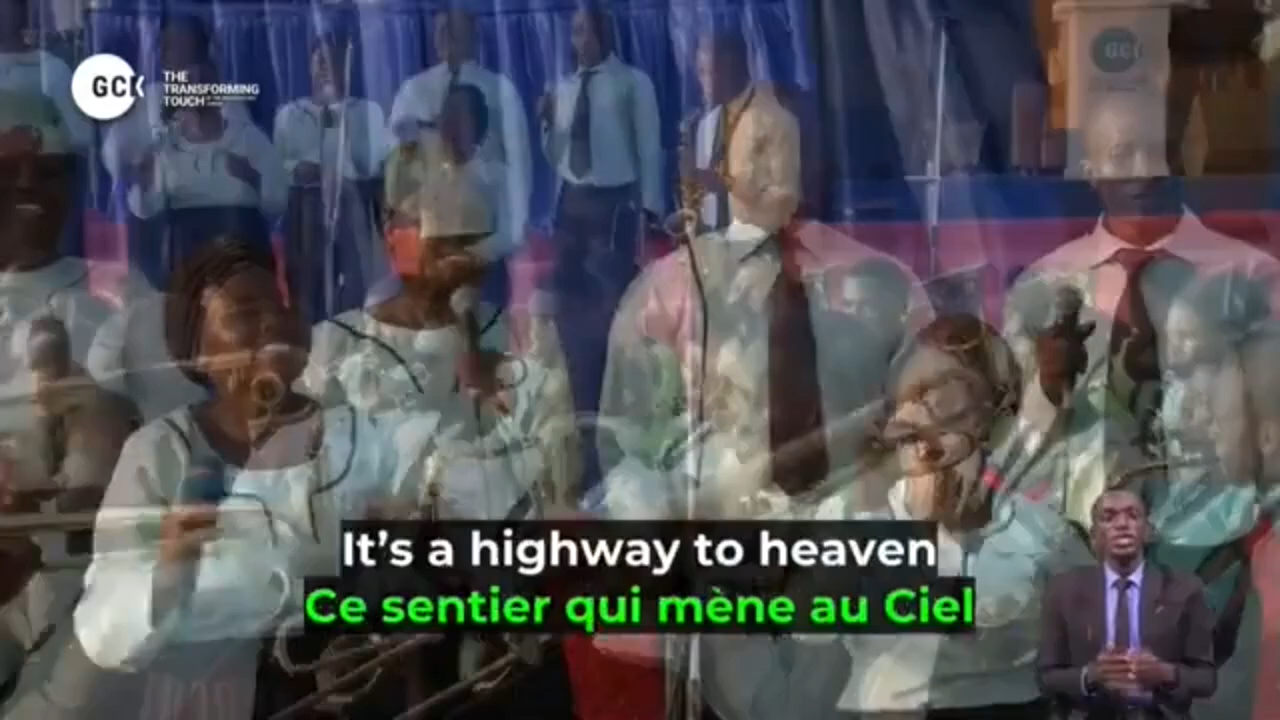 GCK
THE
TRANSFORMING
TOUCH
It's a highway to heaven
Ce sentier qui mène au Ciel